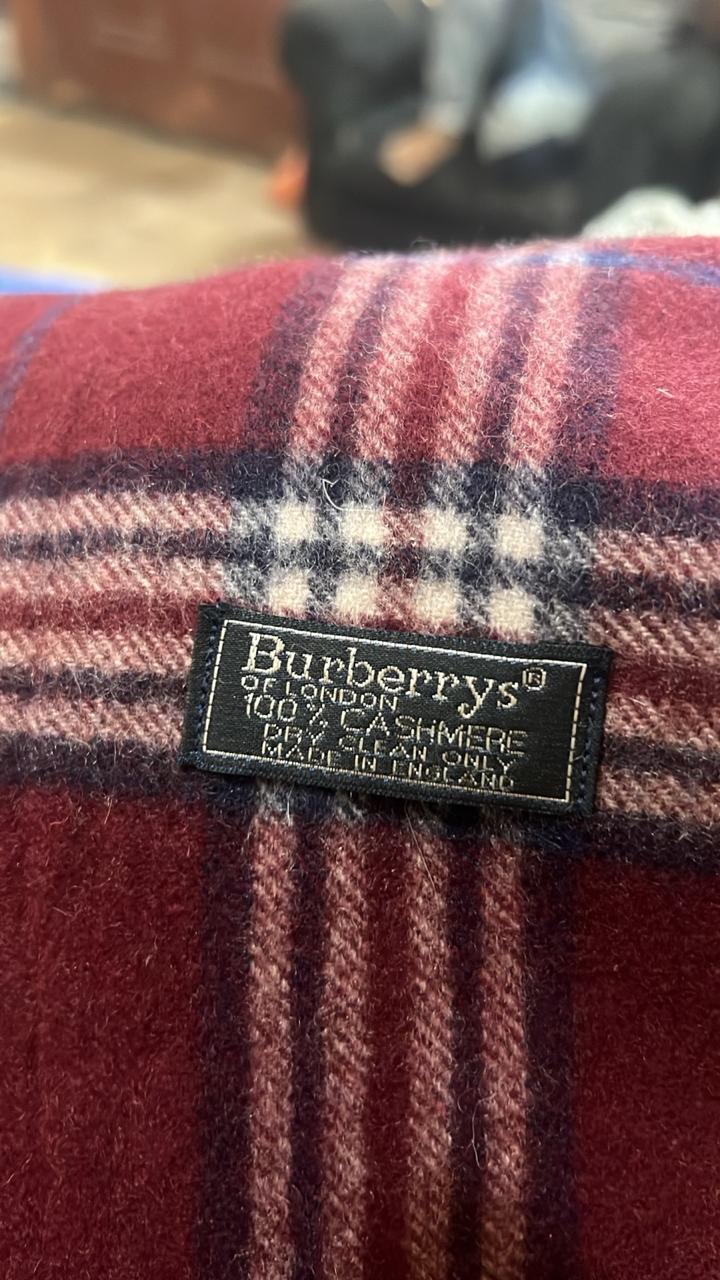 Burberrys®
OF LONDON
100% CASHMERE
DRY CLEAN ONLY
MADE IN ENGLAND